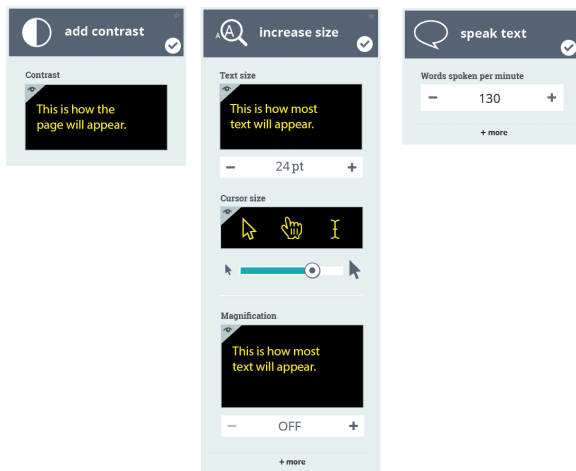 add contrast
Contrast
This is how the
page will appear.
A A increase size
Text size
This is how most
text will appear.
− 24 pt +
Cursor size
Magnification
This is how most
text will appear.
− OFF +
+ more
speak text
Words spoken per minute
− 130 +
+ more